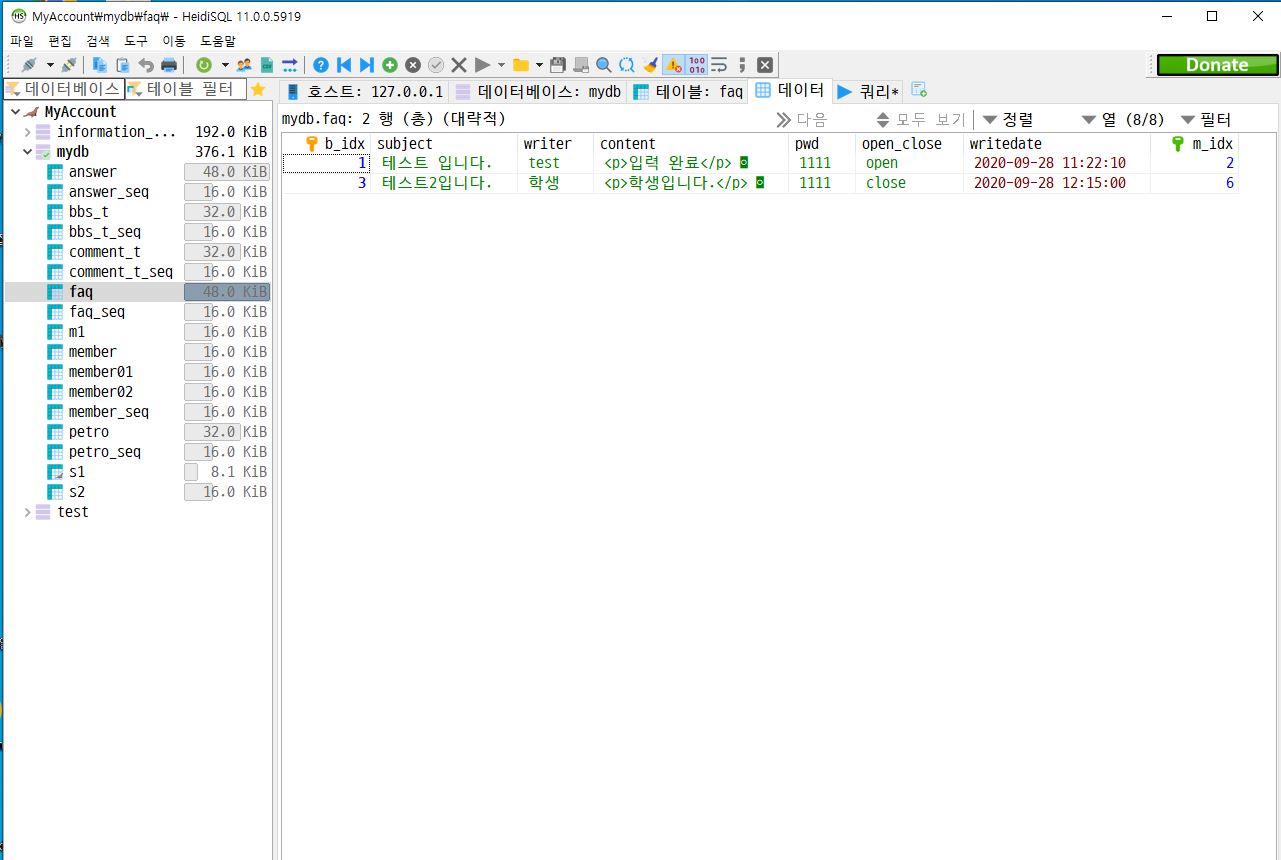 MyAccount₩mydb₩faq₩ - HeidiSQL 11.0.0.5919
파일 편집 검색 도구 이동 도움말
Donate
데이터베이스 테이블 필터
호스트: 127.0.0.1 데이터베이스: mydb 테이블: faq 데이터 쿼리*
mydb.faq: 2 행 (총) (대략적) 다음 모두 보기 정렬 열 (8/8) 필터
MyAccount
information_... 192.0 KiB
mydb 376.1 KiB
answer 48.0 KiB
answer_seq 16.0 KiB
bbs_t 32.0 KiB
bbs_t_seq 16.0 KiB
comment_t 32.0 KiB
comment_t_seq 16.0 KiB
faq 48.0 KiB
faq_seq 16.0 KiB
m1 16.0 KiB
member 16.0 KiB
member01 16.0 KiB
member02 16.0 KiB
member_seq 16.0 KiB
petro 32.0 KiB
petro_seq 16.0 KiB
s1 8.1 KiB
s2 16.0 KiB
test
b_idx subject writer content pwd open_close writedate m_idx
1 테스트 입니다. test <p>입력 완료</p> ◘ 1111 open 2020-09-28 11:22:10 2
3 테스트2입니다. 학생 <p>학생입니다.</p> ◘ 1111 close 2020-09-28 12:15:00 6